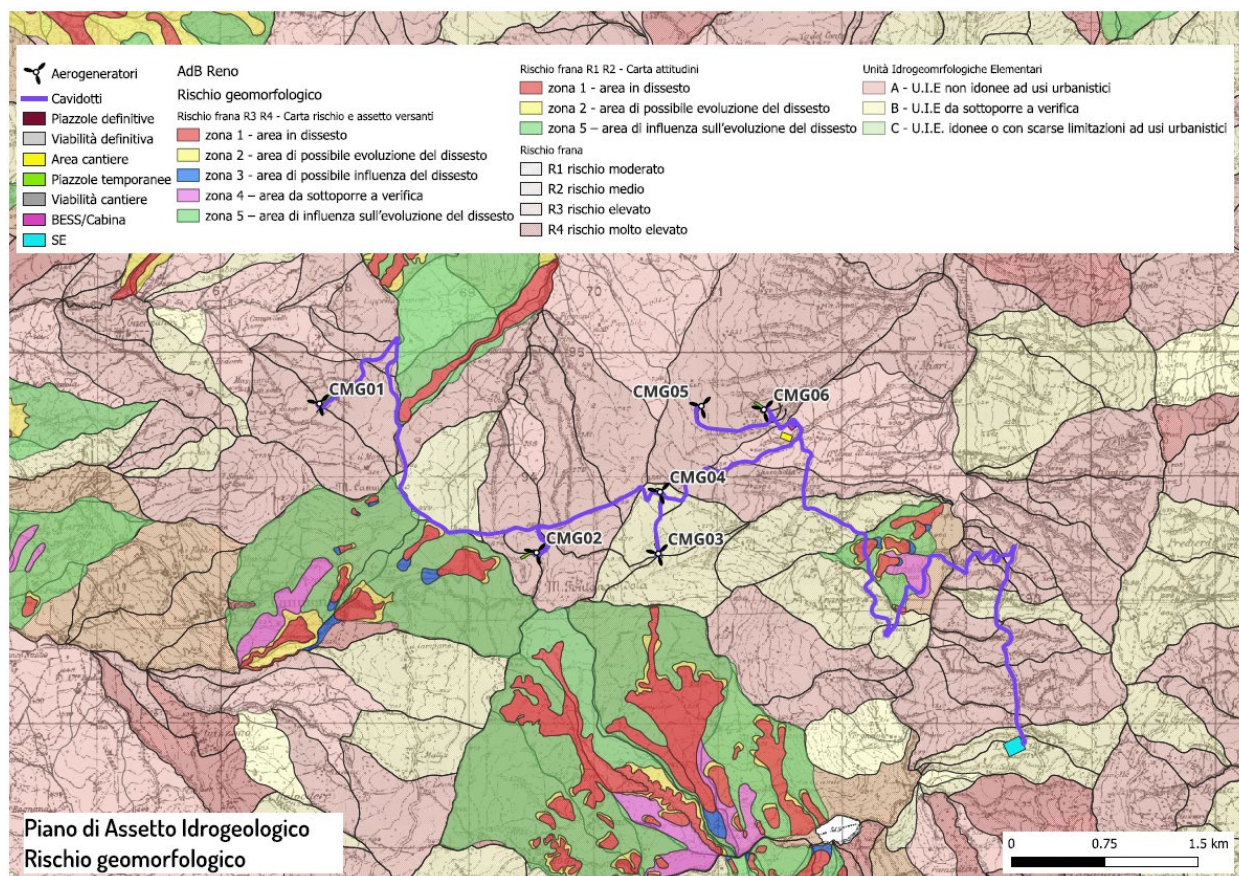 Aerogeneratori
Cavidotti
Piazzole definitive
Viabilità definitiva
Area cantiere
Piazzole temporanee
Viabilità cantiere
BESS/Cabina
SE
AdB Reno
Rischio geomorfologico
Rischio frana R3 R4 - Carta rischio e assetto versanti
zona 1 - area in dissesto
zona 2 - area di possibile evoluzione del dissesto
zona 3 - area di possibile influenza del dissesto
zona 4 – area da sottoporre a verifica
zona 5 – area di influenza sull'evoluzione del dissesto
Rischio frana R1 R2 - Carta attitudini
zona 1 - area in dissesto
zona 2 - area di possibile evoluzione del dissesto
zona 5 – area di influenza sull'evoluzione del dissesto
Rischio frana
R1 rischio moderato
R2 rischio medio
R3 rischio elevato
R4 rischio molto elevato
Unità Idrogeomrfologiche Elementari
A - U.I.E non idonee ad usi urbanistici
B - U.I.E da sottoporre a verifica
C - U.I.E. idonee o con scarse limitazioni ad usi urbanistici
67
68
69
70
75
95
CMG01
CMG05
CMG06
CMG04
CMG02
CMG03
Piano di Assetto Idrogeologico
Rischio geomorfologico
0 0.75 1.5 km